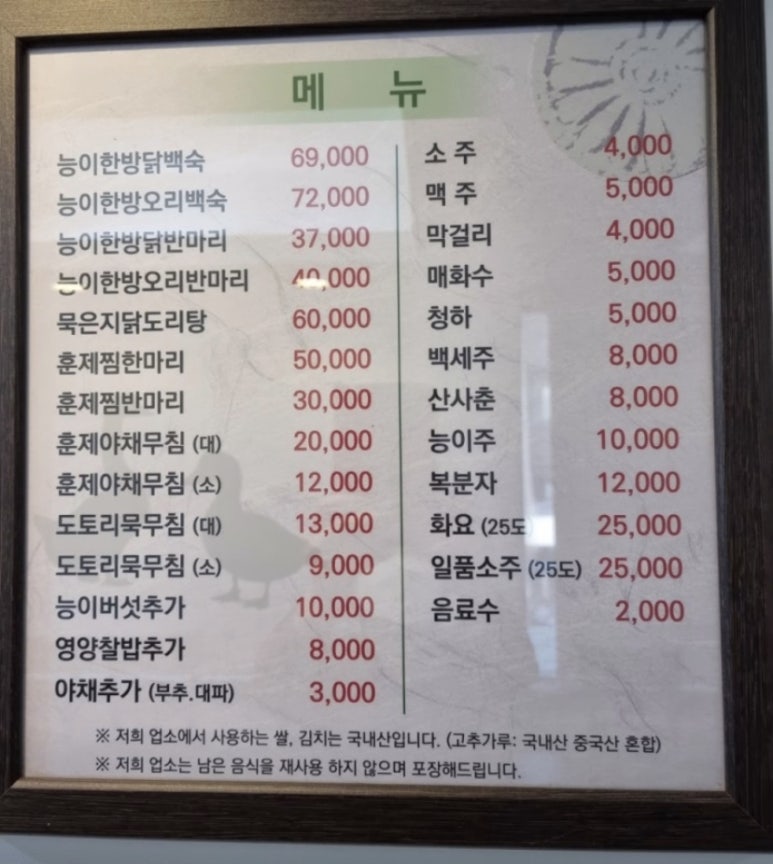 메 뉴
능이한방닭백숙 69,000
능이한방오리백숙 72,000
능이한방닭반마리 37,000
능이한방오리반마리 40,000
묵은지닭도리탕 60,000
훈제찜한마리 50,000
훈제찜반마리 30,000
훈제야채무침 (대) 20,000
훈제야채무침 (소) 12,000
도토리묵무침 (대) 13,000
도토리묵무침 (소) 9,000
능이버섯추가 10,000
영양찰밥추가 8,000
야채추가 (부추.대파) 3,000
소 주 4,000
맥 주 5,000
막걸리 4,000
매화수 5,000
청하 5,000
백세주 8,000
산사춘 8,000
능이주 10,000
복분자 12,000
화요 (25도) 25,000
일품소주 (25도) 25,000
음료수 2,000
※ 저희 업소에서 사용하는 쌀, 김치는 국내산입니다. (고추가루: 국내산 중국산 혼합)
※ 저희 업소는 남은 음식을 재사용 하지 않으며 포장해드립니다.